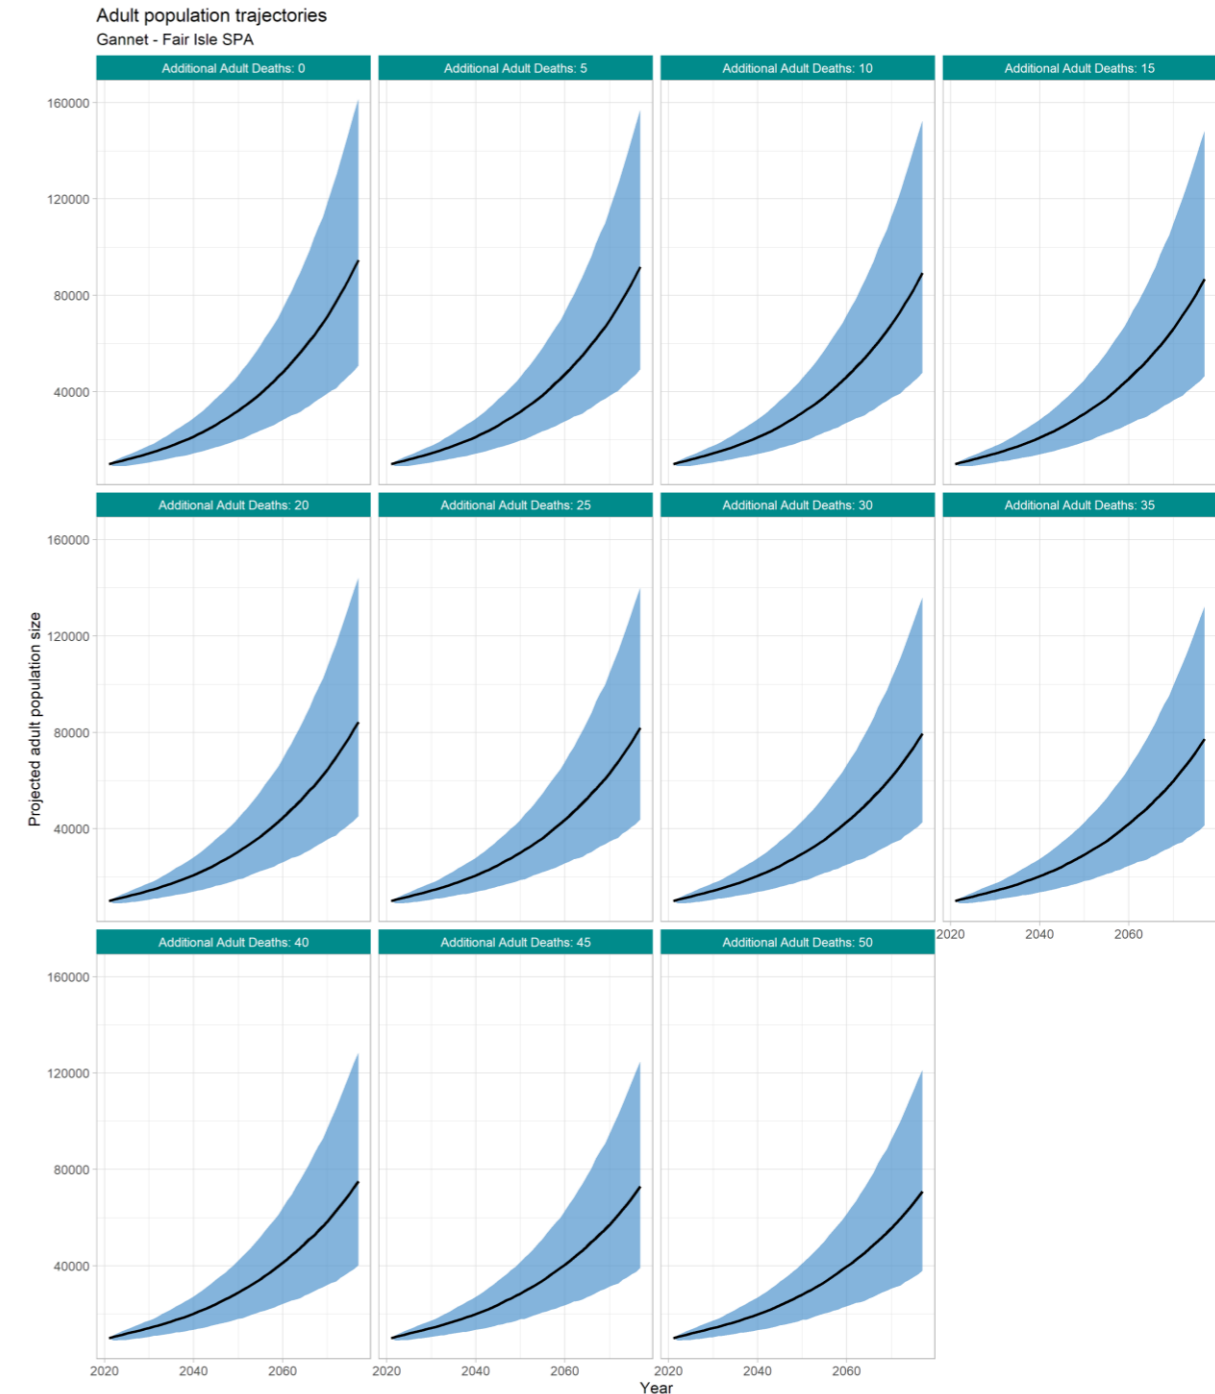 Adult population trajectories
Gannet - Fair Isle SPA
Additional Adult Deaths: 0
Additional Adult Deaths: 5
Additional Adult Deaths: 10
Additional Adult Deaths: 15
160000
120000
80000
40000
Additional Adult Deaths: 20
Additional Adult Deaths: 25
Additional Adult Deaths: 30
Additional Adult Deaths: 35
160000
120000
80000
40000
Projected adult population size
2020 2040 2060
Additional Adult Deaths: 40
Additional Adult Deaths: 45
Additional Adult Deaths: 50
160000
120000
80000
40000
2020 2040 2060
2020 2040 2060
2020 2040 2060
Year